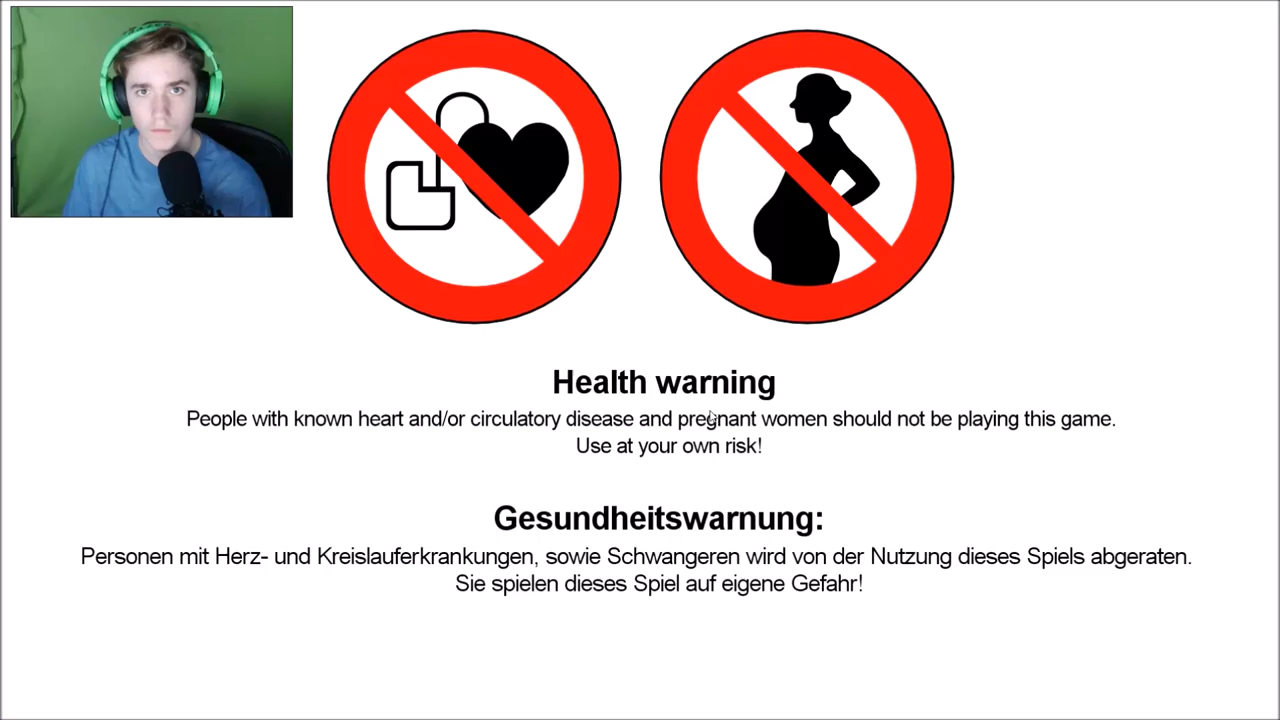 Health warning
People with known heart and/or circulatory disease and pregnant women should not be playing this game.
Use at your own risk!
Gesundheitswarnung:
Personen mit Herz- und Kreislauferkrankungen, sowie Schwangeren wird von der Nutzung dieses Spiels abgeraten.
Sie spielen dieses Spiel auf eigene Gefahr!